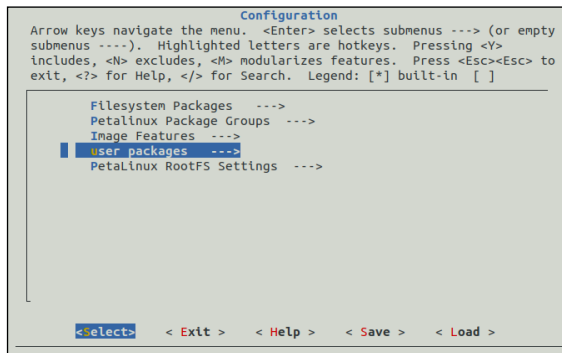 Configuration
Arrow keys navigate the menu. <Enter> selects submenus ---> (or empty
submenus ----). Highlighted letters are hotkeys. Pressing <Y>
includes, <N> excludes, <M> modularizes features. Press <Esc><Esc> to
exit, <?> for Help, </> for Search. Legend: [*] built-in [ ]
Filesystem Packages --->
Petalinux Package Groups --->
Image Features --->
user packages --->
PetaLinux RootFS Settings --->
<Select> < Exit > < Help > < Save > < Load >